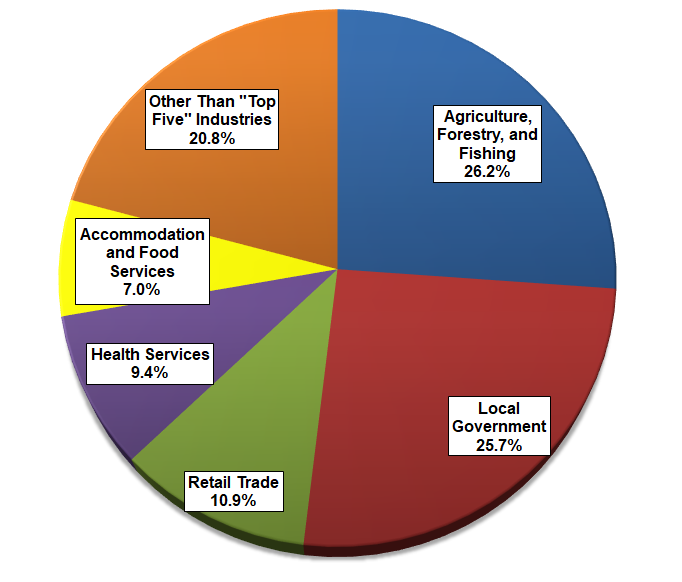 Other Than "Top
Five" Industries
20.8%
Agriculture,
Forestry, and
Fishing
26.2%
Accommodation
and Food
Services
7.0%
Health Services
9.4%
Local
Government
25.7%
Retail Trade
10.9%